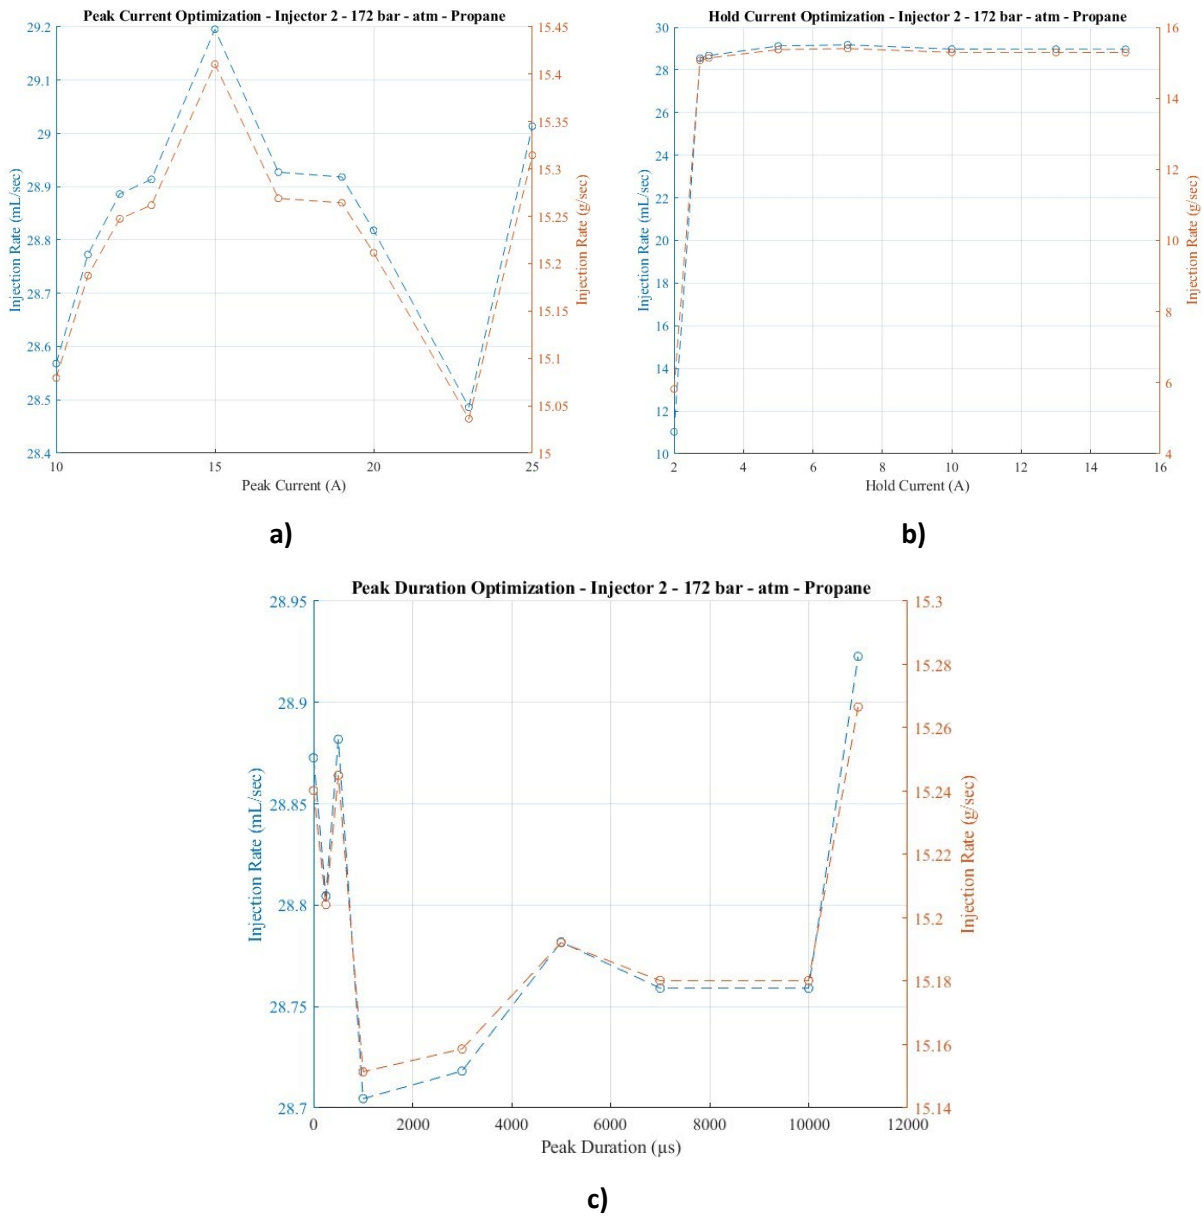 Peak Current Optimization - Injector 2 - 172 bar - atm - Propane
29.2
29.1
29
28.9
28.8
28.7
28.6
28.5
28.4
Injection Rate (mL/sec)
15.45
15.4
15.35
15.3
15.25
15.2
15.15
15.1
15.05
15
Injection Rate (g/sec)
10 15 20 25
Peak Current (A)
a)
Hold Current Optimization - Injector 2 - 172 bar - atm - Propane
30
28
26
24
22
20
18
16
14
12
10
Injection Rate (mL/sec)
16
14
12
10
8
6
4
Injection Rate (g/sec)
2 4 6 8 10 12 14 16
Hold Current (A)
b)
Peak Duration Optimization - Injector 2 - 172 bar - atm - Propane
28.95
28.9
28.85
28.8
28.75
28.7
Injection Rate (mL/sec)
15.3
15.28
15.26
15.24
15.22
15.2
15.18
15.16
15.14
Injection Rate (g/sec)
0 2000 4000 6000 8000 10000 12000
Peak Duration (μs)
c)